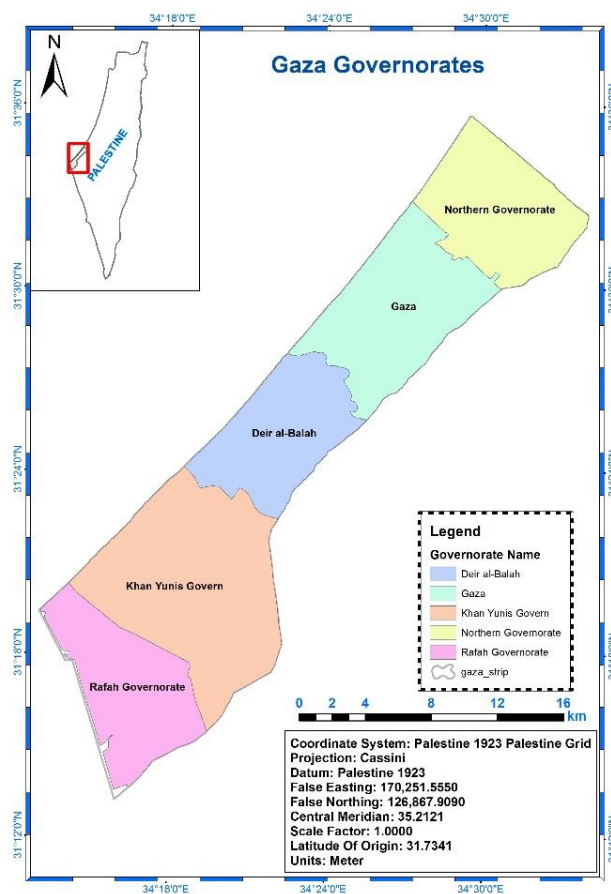 34°18'0"E
34°24'0"E
34°30'0"E
N
Gaza Governorates
PALESTINE
31°36'0"N
31°30'0"N
31°24'0"N
31°18'0"N
31°12'0"N
Northern Governorate
Gaza
Deir al-Balah
Khan Yunis Govern
Rafah Governorate
Legend
Governorate Name
Deir al-Balah
Gaza
Khan Yunis Govern
Northern Governorate
Rafah Governorate
gaza_strip
0 2 4 8 12 16
km
Coordinate System: Palestine 1923 Palestine Grid
Projection: Cassini
Datum: Palestine 1923
False Easting: 170,251.5550
False Northing: 126,867.9090
Central Meridian: 35.2121
Scale Factor: 1.0000
Latitude Of Origin: 31.7341
Units: Meter
34°18'0"E
34°24'0"E
34°30'0"E